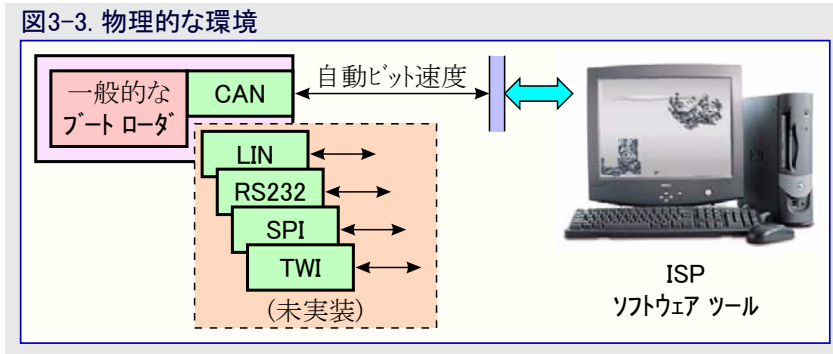 図3-3. 物理的な環境
一般的な
ブート ローダ
CAN
自動ビット速度
LIN
RS232
SPI
TWI
(未実装)
ISP
ソフトウェア ツール